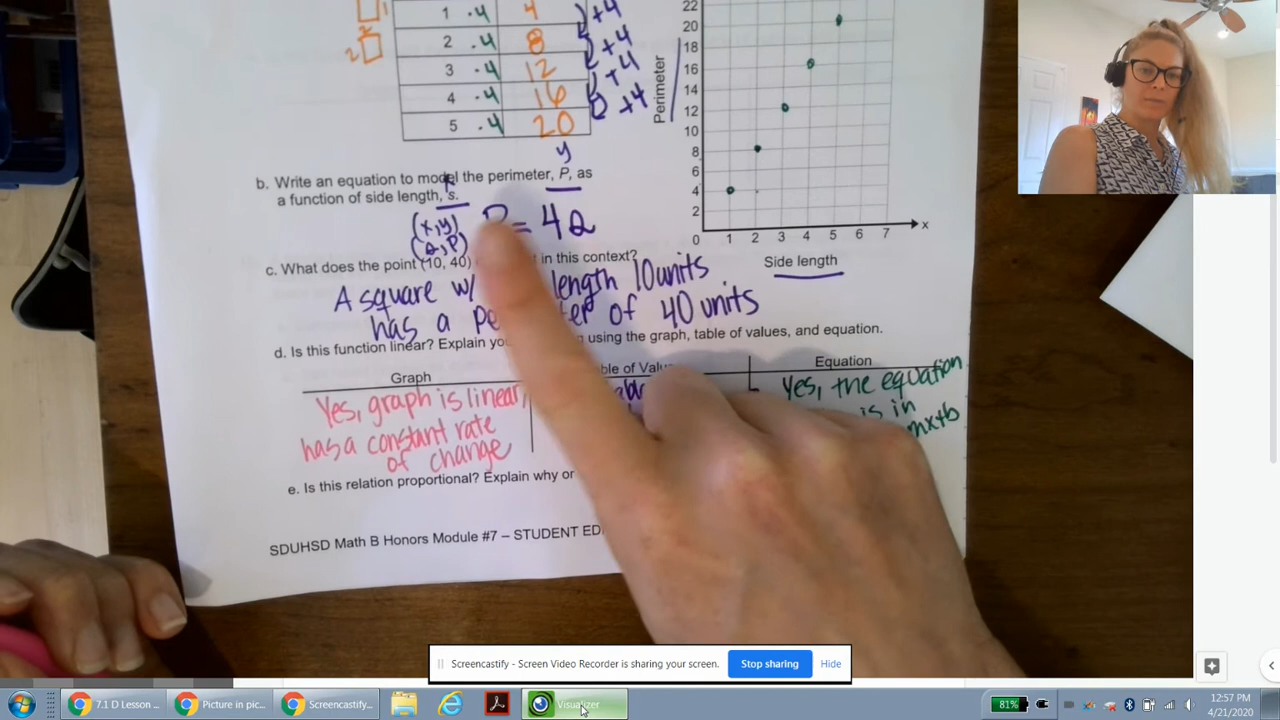 1 ·4 4 +4
2 ·4 8 +4
3 ·4 12 +4
4 ·4 16 +4
5 ·4 20
22
20
18
16
14
12
10
8
6
4
2
0 1 2 3 4 5 6 7 x
Perimeter
Side length
y
b. Write an equation to model the perimeter, P, as
x
a function of side length, s.
(x,y) P = 4s
(s,P)
c. What does the point (10, 40) in this context?
A square w/ length 10 units
has a of 40 units
d. Is this function linear? Explain using the graph, table of values, and equation.
Graph
Equation
Yes, graph is linear,
has a constant rate
of change
Yes, the equation
is in
mx+b
e. Is this relation proportional? Explain why or
SDUHSD Math B Honors Module #7 – STUDENT
Screencastify - Screen Video Recorder is sharing your screen. Stop sharing Hide
7.1 D Lesson ... Picture in pic... Screencastify... Visualizer
81% 12:57 PM
4/21/2020